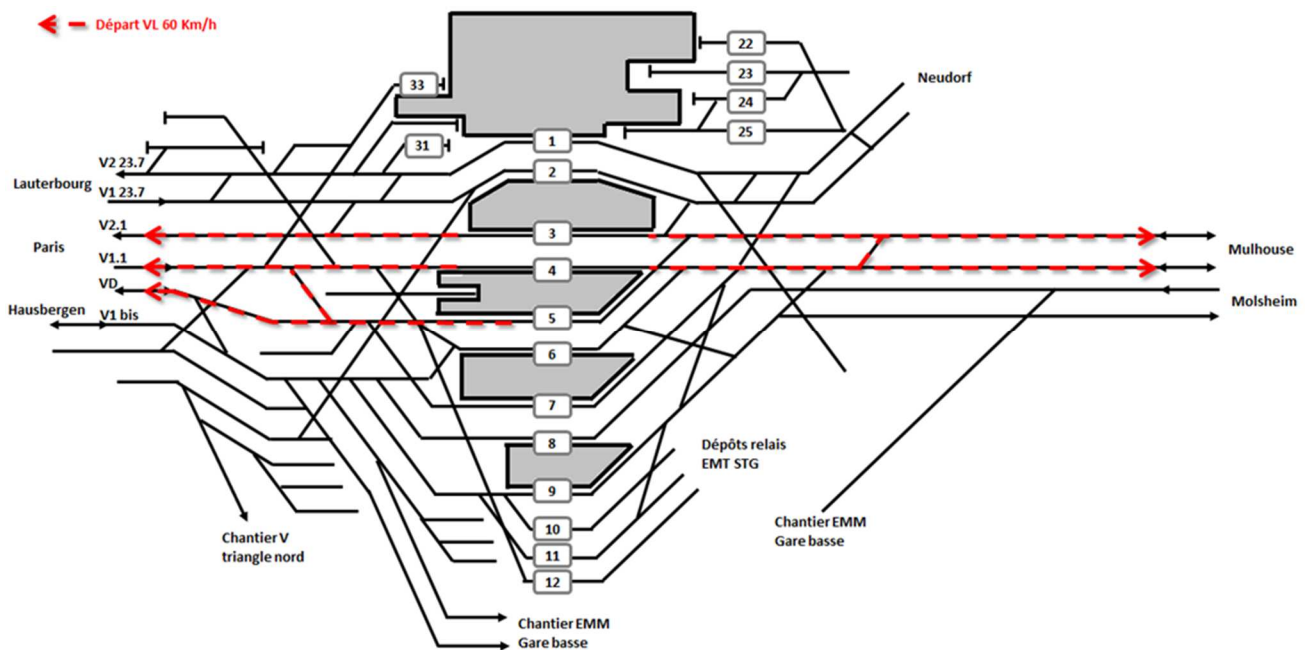 Départ VL 60 Km/h
22
23
33
24
Neudorf
25
31
1
V2 23.7
2
Lauterbourg
V1 23.7
V2.1
3
Paris
Mulhouse
V1.1
4
VD
Molsheim
Hausbergen
V1 bis
5
6
7
8
Dépôts relais
EMT STG
9
10
Chantier EMM
Gare basse
Chantier V
triangle nord
11
12
Chantier EMM
Gare basse